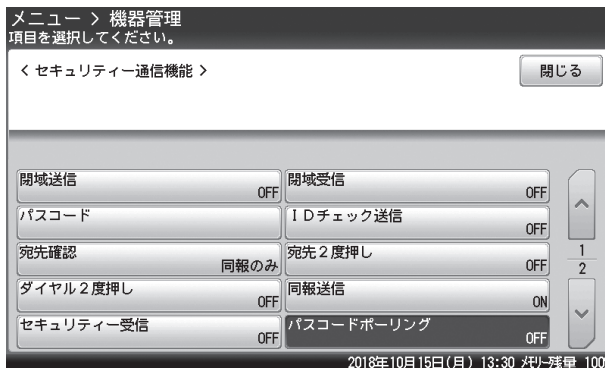 メニュー > 機器管理
項目を選択してください。
< セキュリティー通信機能 >
閉じる
閉域送信
OFF
閉域受信
OFF
パスコード
IDチェック送信
OFF
宛先確認
同報のみ
宛先2度押し
OFF
1
2
ダイヤル2度押し
OFF
同報送信
ON
セキュリティー受信
OFF
パスコードポーリング
OFF
2018年10月15日(月) 13:30 メモリー残量 100